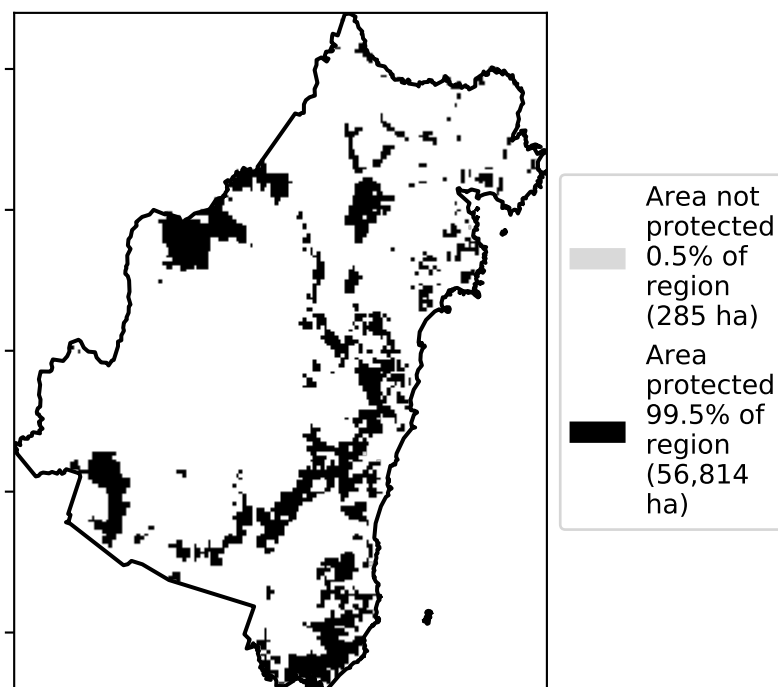 Area not
protected
0.5% of
region
(285 ha)
Area
protected
99.5% of
region
(56,814
ha)